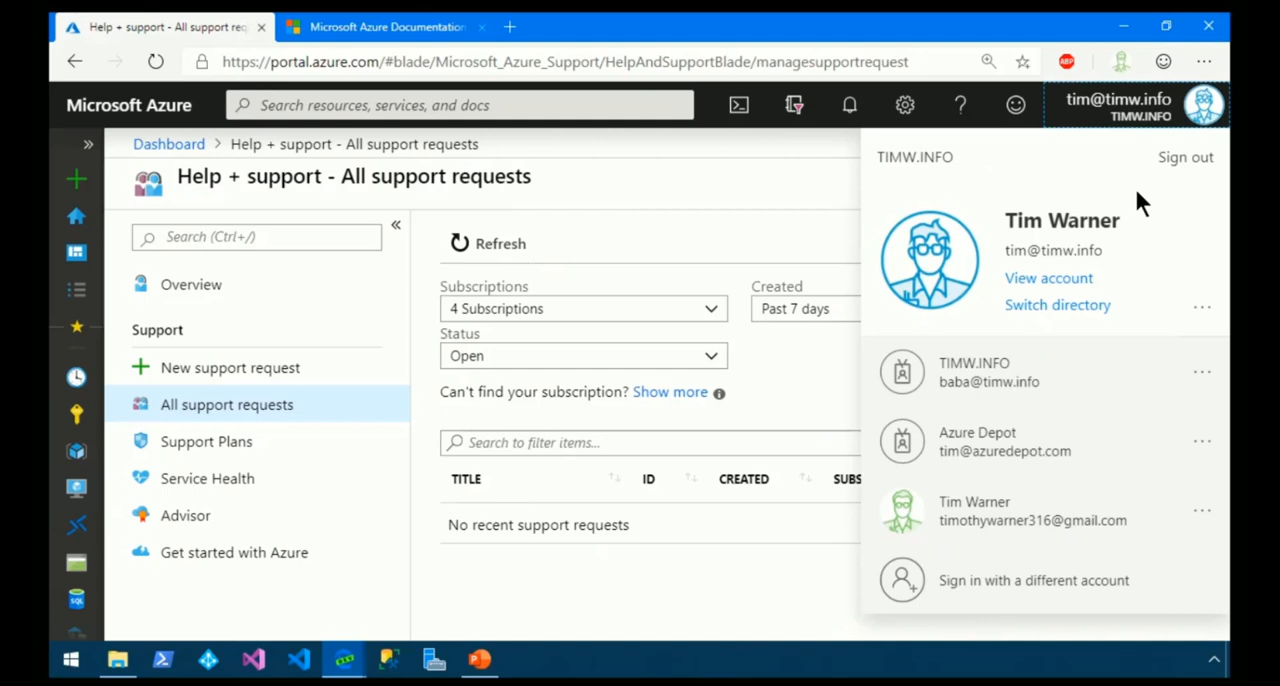 Help + support - All support req
Microsoft Azure Documentation
https://portal.azure.com/#blade/Microsoft_Azure_Support/HelpAndSupportBlade/managesupportrequest
ABP
Microsoft Azure
Search resources, services, and docs
tim@timw.info
TIMW.INFO
Dashboard > Help + support - All support requests
Help + support - All support requests
Search (Ctrl+/)
Overview
Support
New support request
All support requests
Support Plans
Service Health
Advisor
Get started with Azure
Refresh
Subscriptions
4 Subscriptions
Created
Past 7 days
Status
Open
Can't find your subscription? Show more
Search to filter items...
TITLE ID CREATED SUBS
No recent support requests
TIMW.INFO
Sign out
Tim Warner
tim@timw.info
View account
Switch directory
TIMW.INFO
baba@timw.info
Azure Depot
tim@azuredepot.com
Tim Warner
timothywarner316@gmail.com
Sign in with a different account
SQL